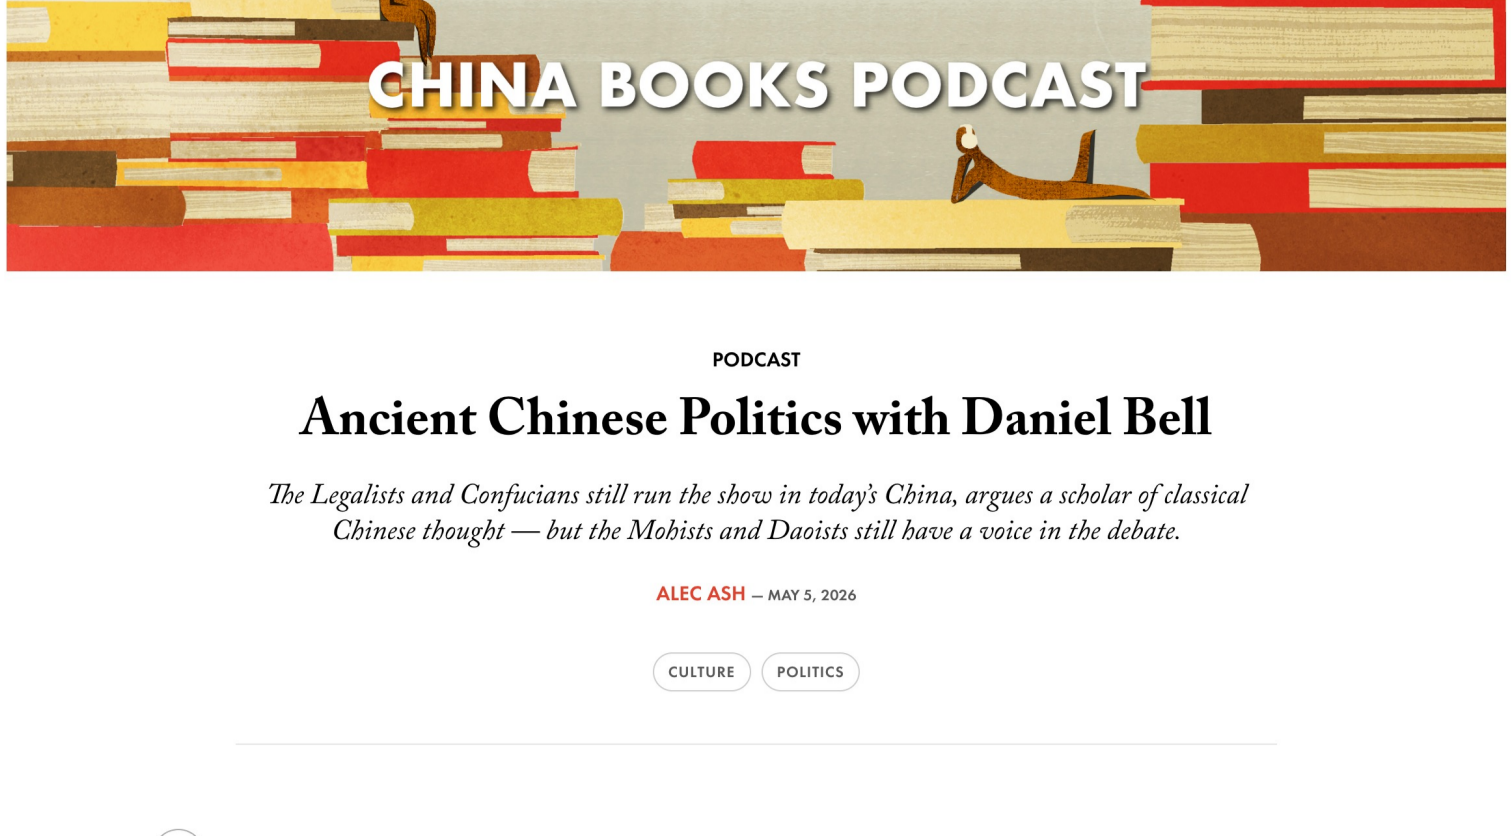 CHINA BOOKS PODCAST
PODCAST
Ancient Chinese Politics with Daniel Bell
The Legalists and Confucians still run the show in today’s China, argues a scholar of classical
Chinese thought — but the Mohists and Daoists still have a voice in the debate.
ALEC ASH — MAY 5, 2026
CULTURE POLITICS